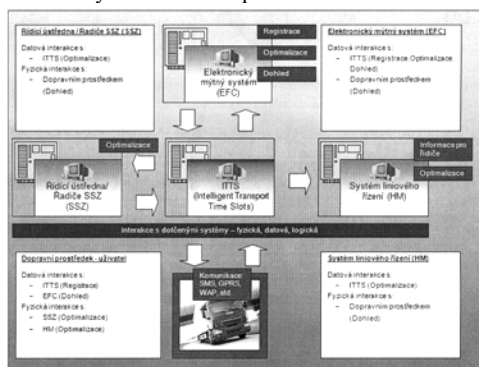 Řídící ústředna / Řadiče SSZ (SSZ)
Datová interakce s:
- ITTS (Optimalizace)
Fyzická interakce s:
- Dopravním prostředkem
(Dohled)
Registrace
Optimalizace
Dohled
Elektronický
mýtný systém
(EFC)
Elektronický mýtný systém (EFC)
Datová interakce s:
- ITTS (Registrace, Optimalizace,
Dohled)
- Dopravním prostředkem
(Dohled)
Optimalizace
Řídící ústředna/
Řadiče SSZ
(SSZ)
ITTS
(Intelligent Transport
Time Slots)
Informace pro
řidiče
Optimalizace
Systém liniového
řízení (HM)
Interakce s dotčenými systémy – fyzická, datová, logická
Dopravní prostředek - uživatel
Datová interakce s:
- ITTS (Registrace)
- EFC (Dohled)
Fyzická interakce s:
- SSZ (Optimalizace)
- HM (Optimalizace)
Komunikace:
SMS, GPRS,
WAP, atd.
Systém liniového řízení (HM)
Datová interakce s:
- ITTS (Optimalizace)
Fyzická interakce s:
- Dopravním prostředkem
(Dohled)